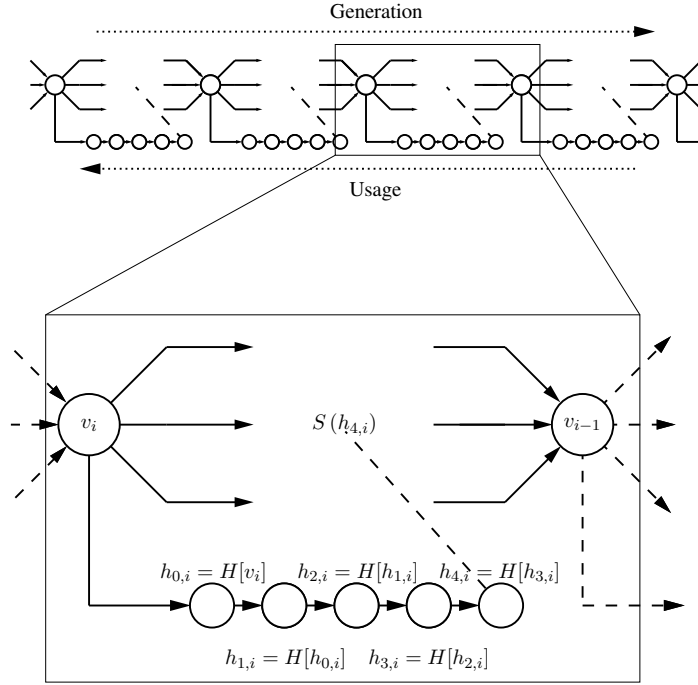 Generation
Usage
v_i S (h_{4,i}) v_{i−1}
h_{0,i} = H[v_i] h_{2,i} = H[h_{1,i}] h_{4,i} = H[h_{3,i}]
h_{1,i} = H[h_{0,i}] h_{3,i} = H[h_{2,i}]